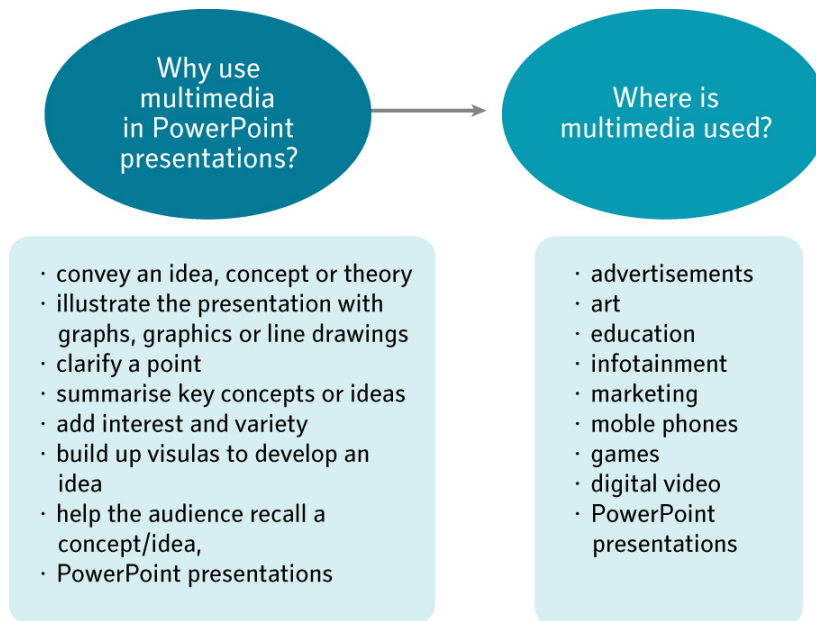 Why use
multimedia
in PowerPoint
presentations?
Where is
multimedia used?
· convey an idea, concept or theory
· illustrate the presentation with
graphs, graphics or line drawings
· clarify a point
· summarise key concepts or ideas
· add interest and variety
· build up visulas to develop an
idea
· help the audience recall a
concept/idea,
· PowerPoint presentations
· advertisements
· art
· education
· infotainment
· marketing
· moble phones
· games
· digital video
· PowerPoint
presentations